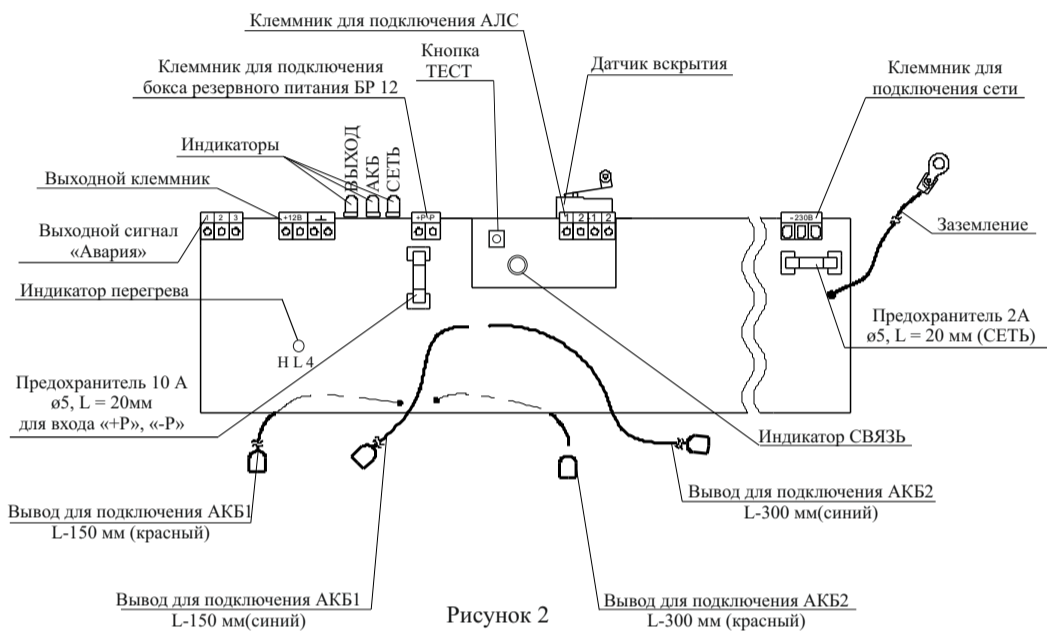 Клеммник для подключения АЛС
Кнопка
ТЕСТ
Датчик вскрытия
Клеммник для подключения
бокса резервного питания БР 12
Клеммник для
подключения сети
Индикаторы
ВЫХОД
АКБ
СЕТЬ
Выходной клеммник
1 2 3
+12В ⊥
+Р -Р
1 2 1 2
~230В
Выходной сигнал
«Авария»
Заземление
Индикатор перегрева
H L 4
Предохранитель 2А
ø5, L = 20 мм (СЕТЬ)
Предохранитель 10 А
ø5, L = 20мм
для входа «+Р», «-Р»
Индикатор СВЯЗЬ
Вывод для подключения АКБ1
L-150 мм (красный)
Вывод для подключения АКБ2
L-300 мм(синий)
Вывод для подключения АКБ1
L-150 мм(синий)
Рисунок 2
Вывод для подключения АКБ2
L-300 мм (красный)